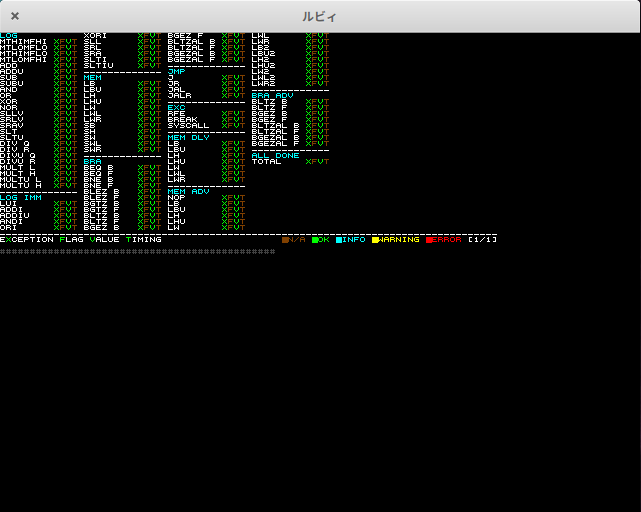 ルビィ
LOG
MTHIMFHI XFVT
MTLOMFLO XFVT
MTHIMFLO XFVT
MTLOMFHI XFVT
ADD XFVT
ADDU XFVT
SUB XFVT
SUBU XFVT
AND XFVT
OR XFVT
XOR XFVT
NOR XFVT
SLLV XFVT
SRLV XFVT
SRAV XFVT
SLT XFVT
SLTU XFVT
DIV Q XFVT
DIV R XFVT
DIVU Q XFVT
DIVU R XFVT
MULT L XFVT
MULT H XFVT
MULTU L XFVT
MULTU H XFVT
LOG IMM
LUI XFVT
ADDI XFVT
ADDIU XFVT
ANDI XFVT
ORI XFVT
XORI XFVT
SLL XFVT
SRL XFVT
SRA XFVT
SLTI XFVT
SLTIU XFVT
MEM
LB XFVT
LBU XFVT
LH XFVT
LHU XFVT
LW XFVT
LWL XFVT
LWR XFVT
SB XFVT
SH XFVT
SW XFVT
SWL XFVT
SWR XFVT
BRA
BEQ B XFVT
BEQ F XFVT
BNE B XFVT
BNE F XFVT
BLEZ B XFVT
BLEZ F XFVT
BGTZ B XFVT
BGTZ F XFVT
BLTZ B XFVT
BLTZ F XFVT
BGEZ B XFVT
BGEZ F XFVT
BLTZAL B XFVT
BLTZAL F XFVT
BGEZAL B XFVT
BGEZAL F XFVT
JMP
J XFVT
JR XFVT
JAL XFVT
JALR XFVT
EXO
RFE XFVT
BREAK XFVT
SYSCALL XFVT
MEM DLY
LB XFVT
LBU XFVT
LH XFVT
LHU XFVT
LW XFVT
LWL XFVT
LWR XFVT
MEM ADV
NOP XFVT
LB XFVT
LBU XFVT
LH XFVT
LHU XFVT
LW XFVT
LWL XFVT
LWR XFVT
LB2 XFVT
LBU2 XFVT
LH2 XFVT
LHU2 XFVT
LW2 XFVT
LWL2 XFVT
LWR2 XFVT
BRA ADV
BLTZ B XFVT
BLTZ F XFVT
BGEZ B XFVT
BGEZ F XFVT
BLTZAL B XFVT
BLTZAL F XFVT
BGEZAL B XFVT
BGEZAL F XFVT
ALL DONE
TOTAL XFVT
EXCEPTION FLAG VALUE TIMING N/A OK INFO WARNING ERROR [1/1]